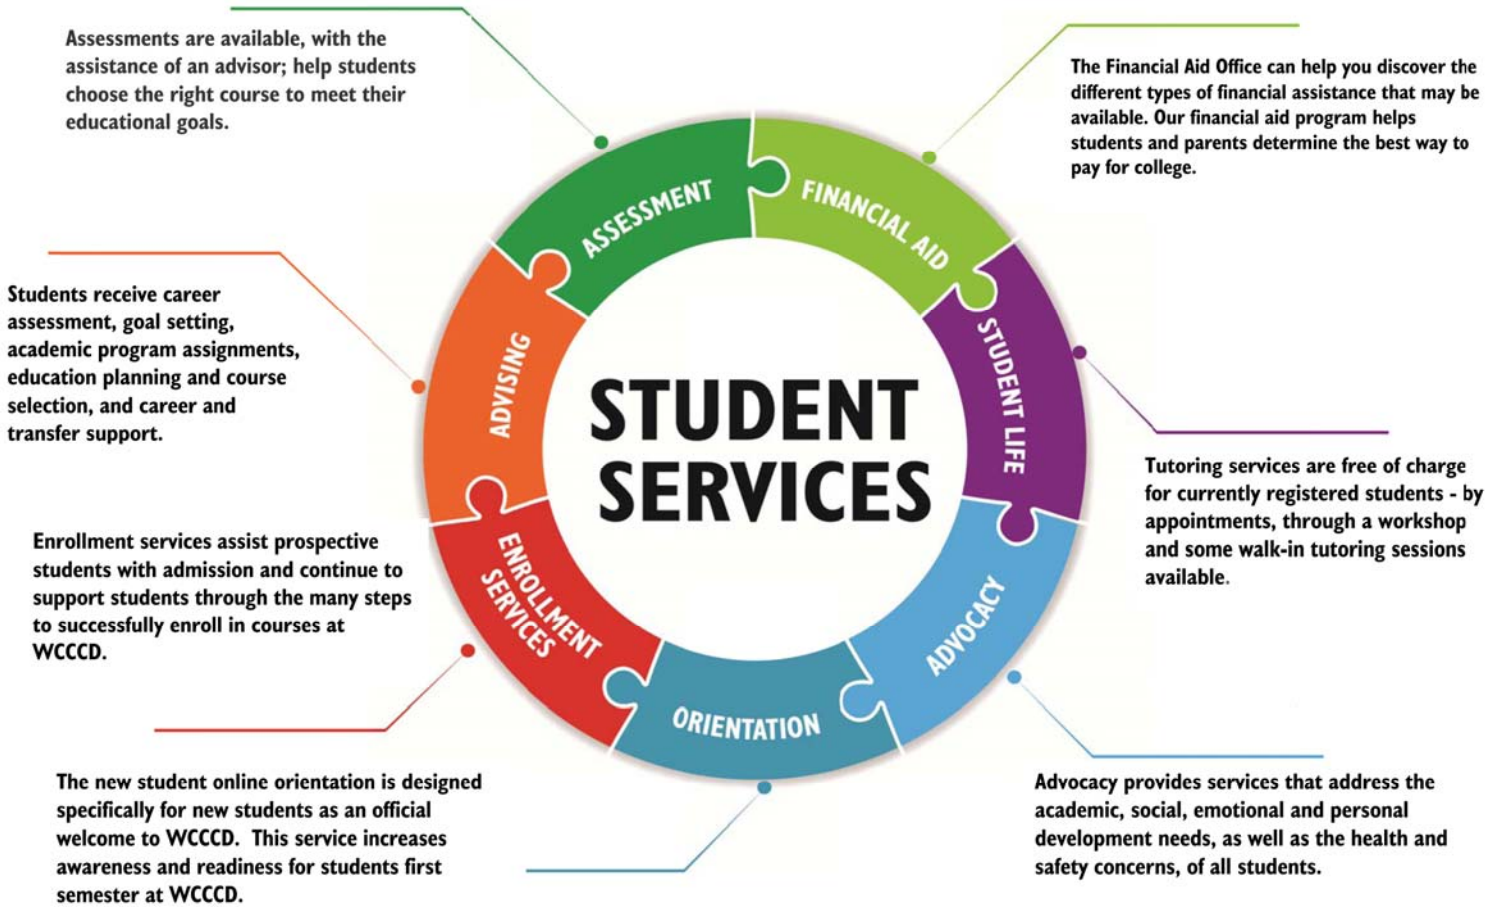 Assessments are available, with the
assistance of an advisor; help students
choose the right course to meet their
educational goals.
The Financial Aid Office can help you discover the
different types of financial assistance that may be
available. Our financial aid program helps
students and parents determine the best way to
pay for college.
ASSESSMENT
FINANCIAL AID
Students receive career
assessment, goal setting,
academic program assignments,
education planning and course
selection, and career and
transfer support.
ADVISING
STUDENT
SERVICES
STUDENT LIFE
Tutoring services are free of charge
for currently registered students - by
appointments, through a workshop
and some walk-in tutoring sessions
available.
Enrollment services assist prospective
students with admission and continue to
support students through the many steps
to successfully enroll in courses at
WCCCD.
ENROLLMENT
SERVICES
ADVOCACY
ORIENTATION
The new student online orientation is designed
specifically for new students as an official
welcome to WCCCD.  This service increases
awareness and readiness for students first
semester at WCCCD.
Advocacy provides services that address the
academic, social, emotional and personal
development needs, as well as the health and
safety concerns, of all students.